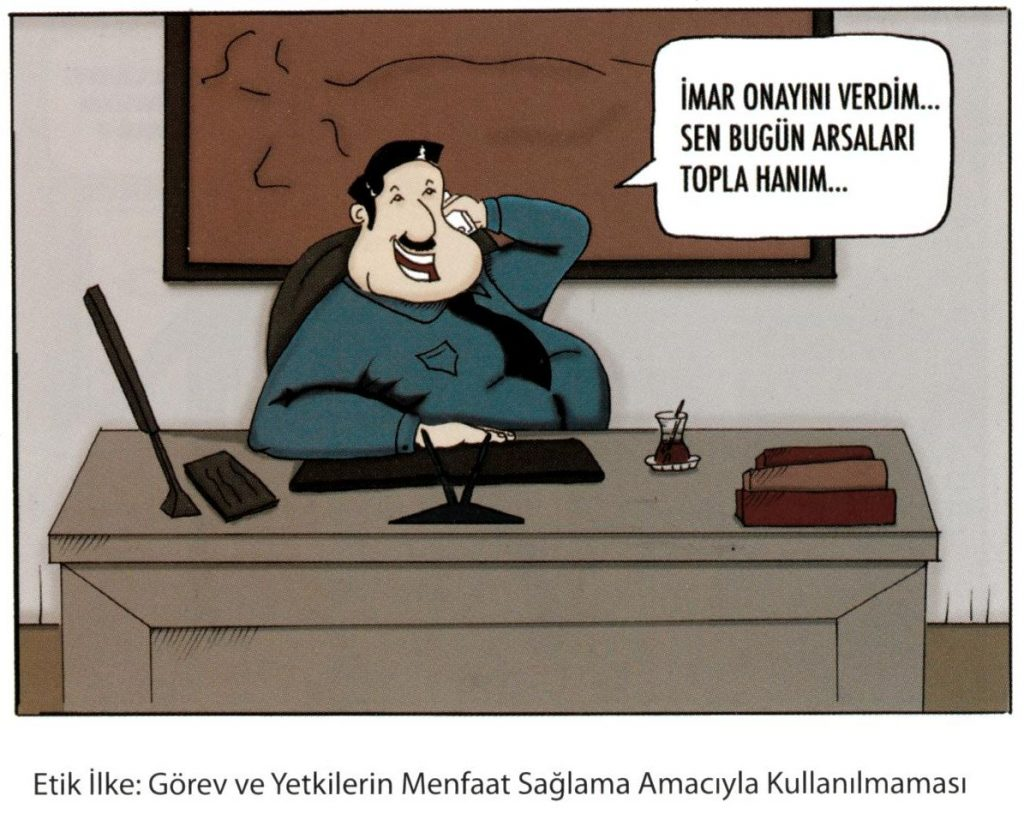 İMAR ONAYINI VERDİM...
SEN BUGÜN ARSALARI
TOPLA HANIM...
Etik İlke: Görev ve Yetkilerin Menfaat Sağlama Amacıyla Kullanılmaması